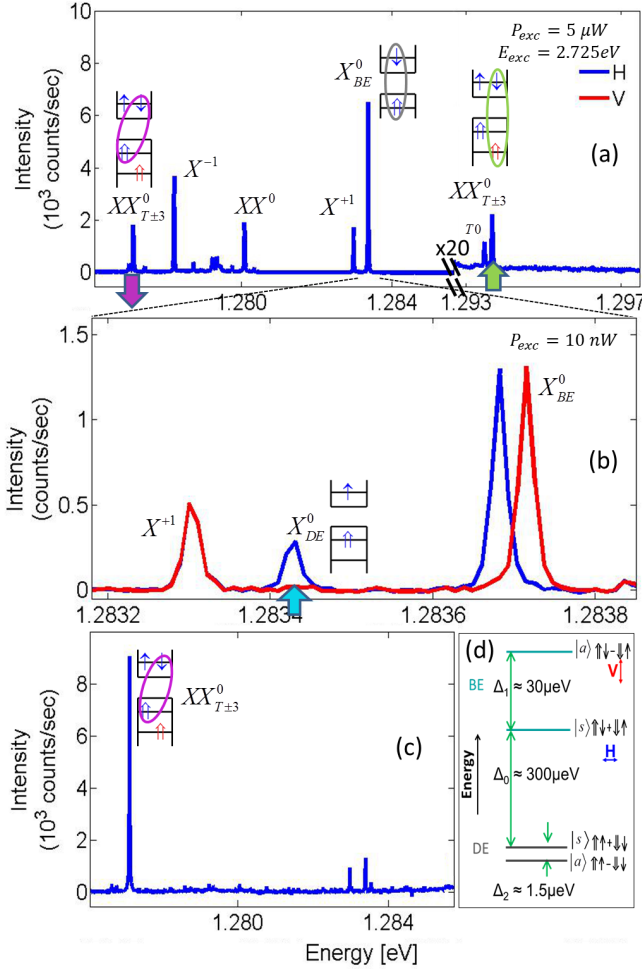 P_exc = 5 μW
E_exc = 2.725eV
H
V
(a)
Intensity
(10³ counts/sec)
10
8
6
4
2
0
XX⁰_T±3
X⁻¹
XX⁰
X⁺¹
X⁰_BE
XX⁰_T±3
T0
x20
↑ ↓
⇑
⇑
↓
⇑
↑ ↓
⇑
⇑
1.280 1.284 1.293 1.297
P_exc = 10 nW
(b)
Intensity
(counts/sec)
1.5
1
0.5
0
X⁺¹
X⁰_DE
↑
⇑
X⁰_BE
1.2832 1.2834 1.2836 1.2838
(c)
Intensity
(10³ counts/sec)
8
6
4
2
0
↑ ↓
⇑
⇑
XX⁰_T±3
1.280 1.284
Energy [eV]
(d)
|a⟩ ⇑↓−⇓↑
V
BE
Δ₁ ≈ 30μeV
|s⟩ ⇑↓+⇓↑
H
Energy
Δ₀ ≈ 300μeV
DE
|s⟩ ⇑↑+⇓↓
|a⟩ ⇑↑−⇓↓
Δ₂ ≈ 1.5μeV